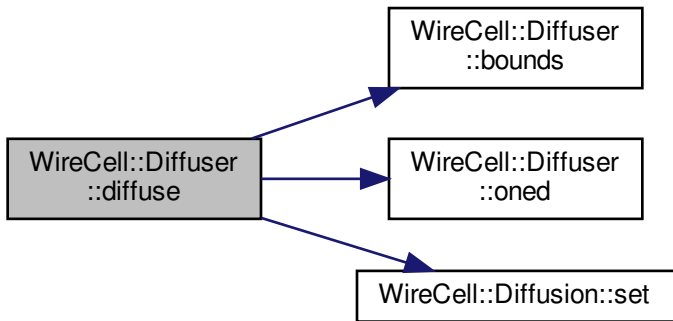 WireCell::Diffuser
::diffuse
WireCell::Diffuser
::bounds
WireCell::Diffuser
::oned
WireCell::Diffusion::set